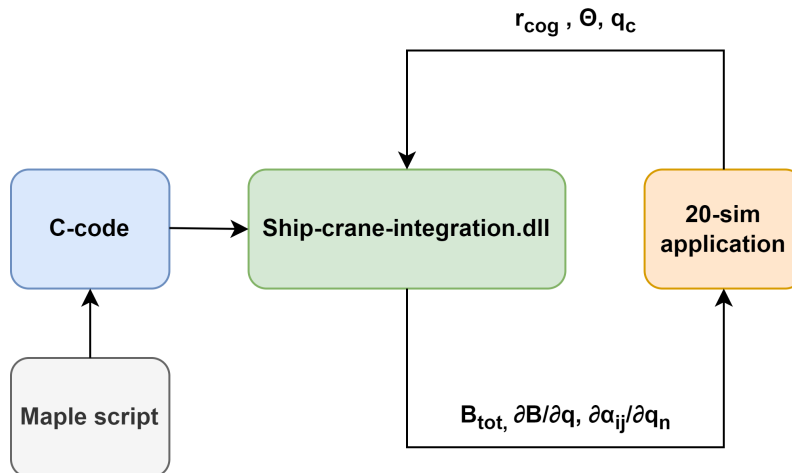 r_cog , Θ, q_c
C-code
Ship-crane-integration.dll
20-sim
application
Maple script
B_tot, ∂B/∂q, ∂α_ij/∂q_n